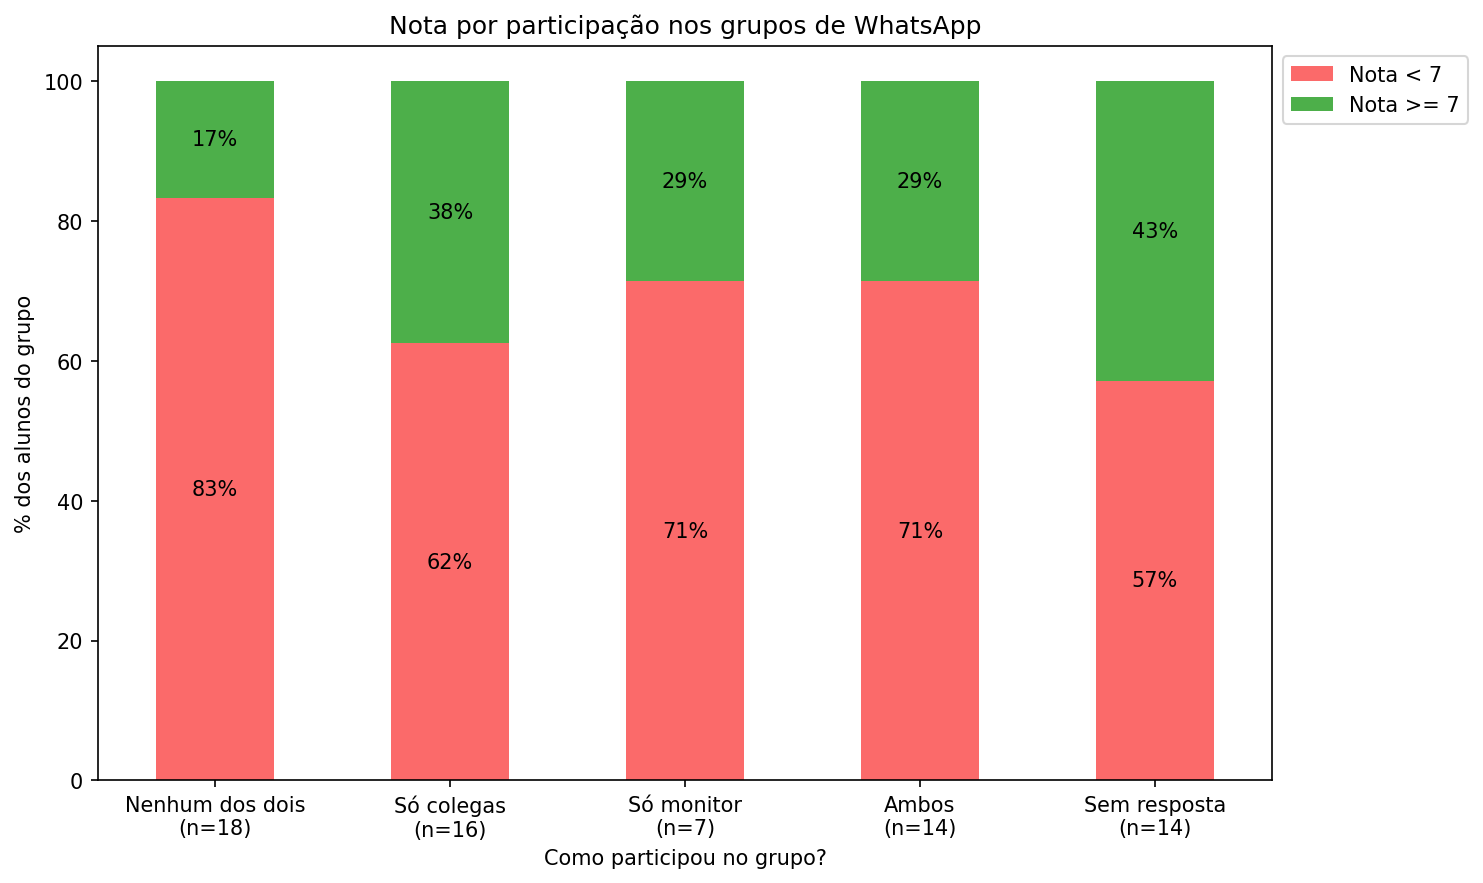 Nota por participação nos grupos de WhatsApp
Nota < 7
Nota >= 7
% dos alunos do grupo
100
80
60
40
20
0
17%
83%
38%
62%
29%
71%
29%
71%
43%
57%
Nenhum dos dois
(n=18)
Só colegas
(n=16)
Só monitor
(n=7)
Ambos
(n=14)
Sem resposta
(n=14)
Como participou no grupo?